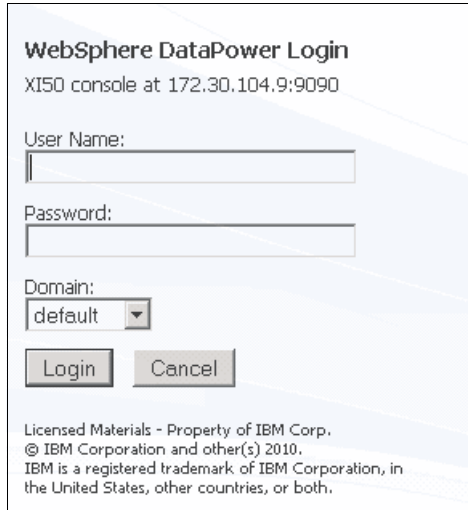 WebSphere DataPower Login
XI50 console at 172.30.104.9:9090
User Name:
Password:
Domain:
default
Login Cancel
Licensed Materials - Property of IBM Corp.
© IBM Corporation and other(s) 2010.
IBM is a registered trademark of IBM Corporation, in
the United States, other countries, or both.